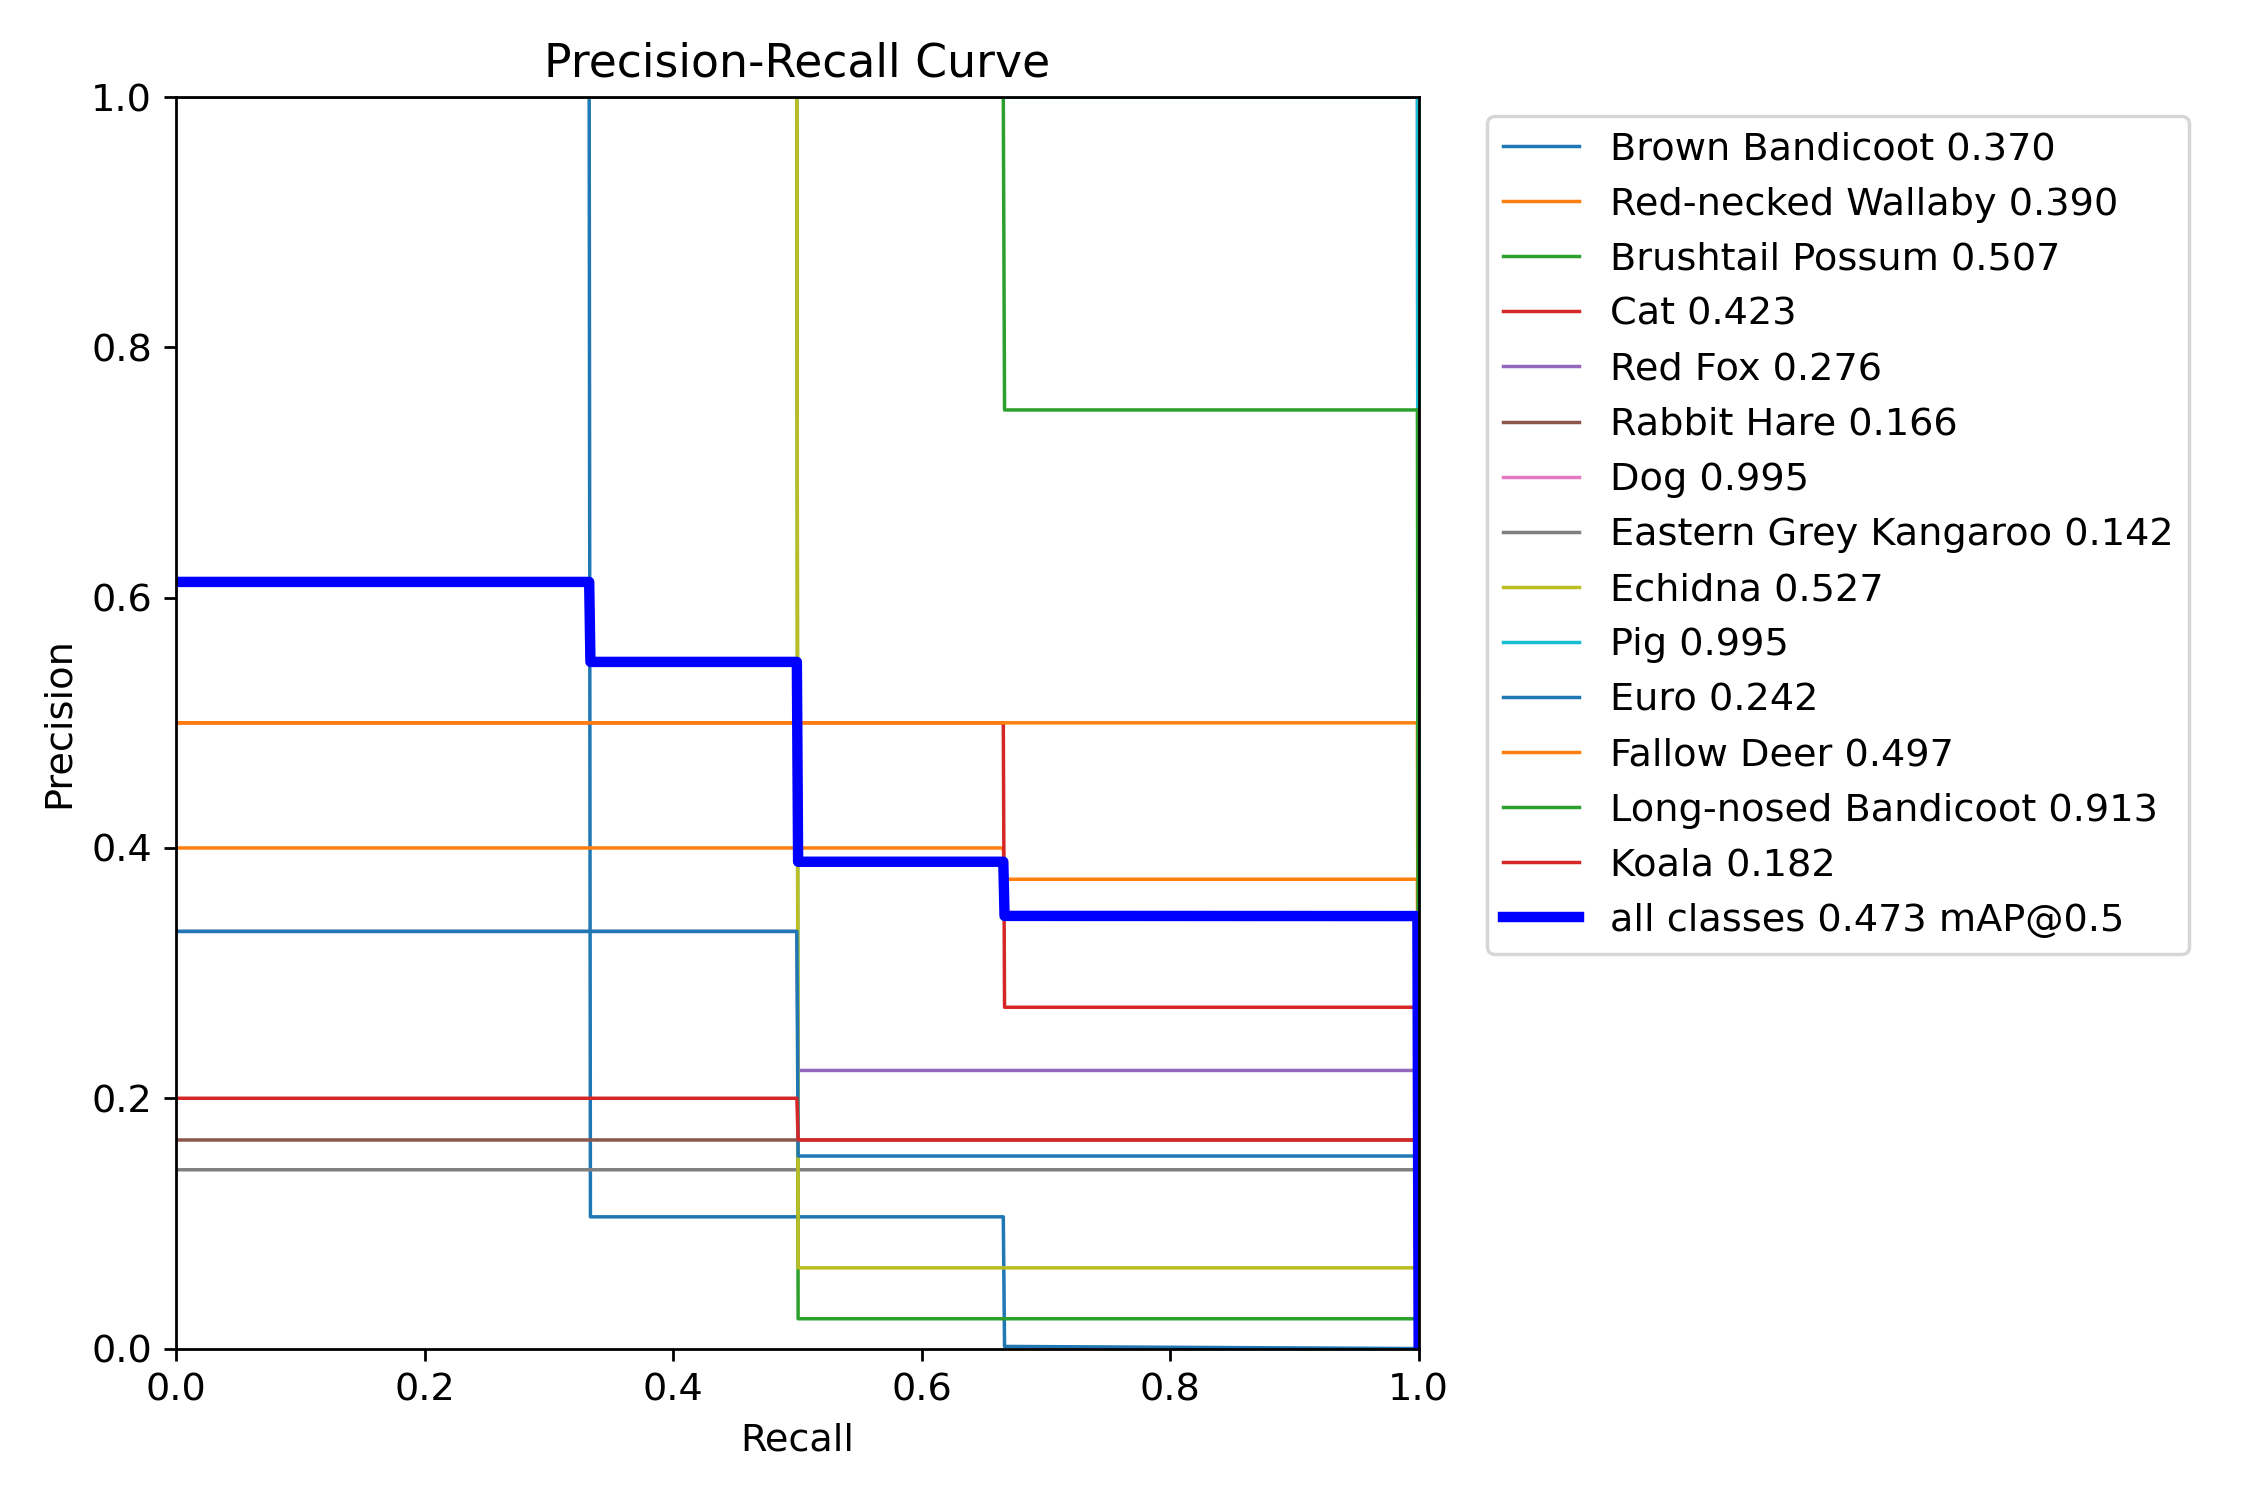 Precision-Recall Curve
1.0
0.8
0.6
0.4
0.2
0.0
Precision
0.0 0.2 0.4 0.6 0.8 1.0
Recall
Brown Bandicoot 0.370
Red-necked Wallaby 0.390
Brushtail Possum 0.507
Cat 0.423
Red Fox 0.276
Rabbit Hare 0.166
Dog 0.995
Eastern Grey Kangaroo 0.142
Echidna 0.527
Pig 0.995
Euro 0.242
Fallow Deer 0.497
Long-nosed Bandicoot 0.913
Koala 0.182
all classes 0.473 mAP@0.5